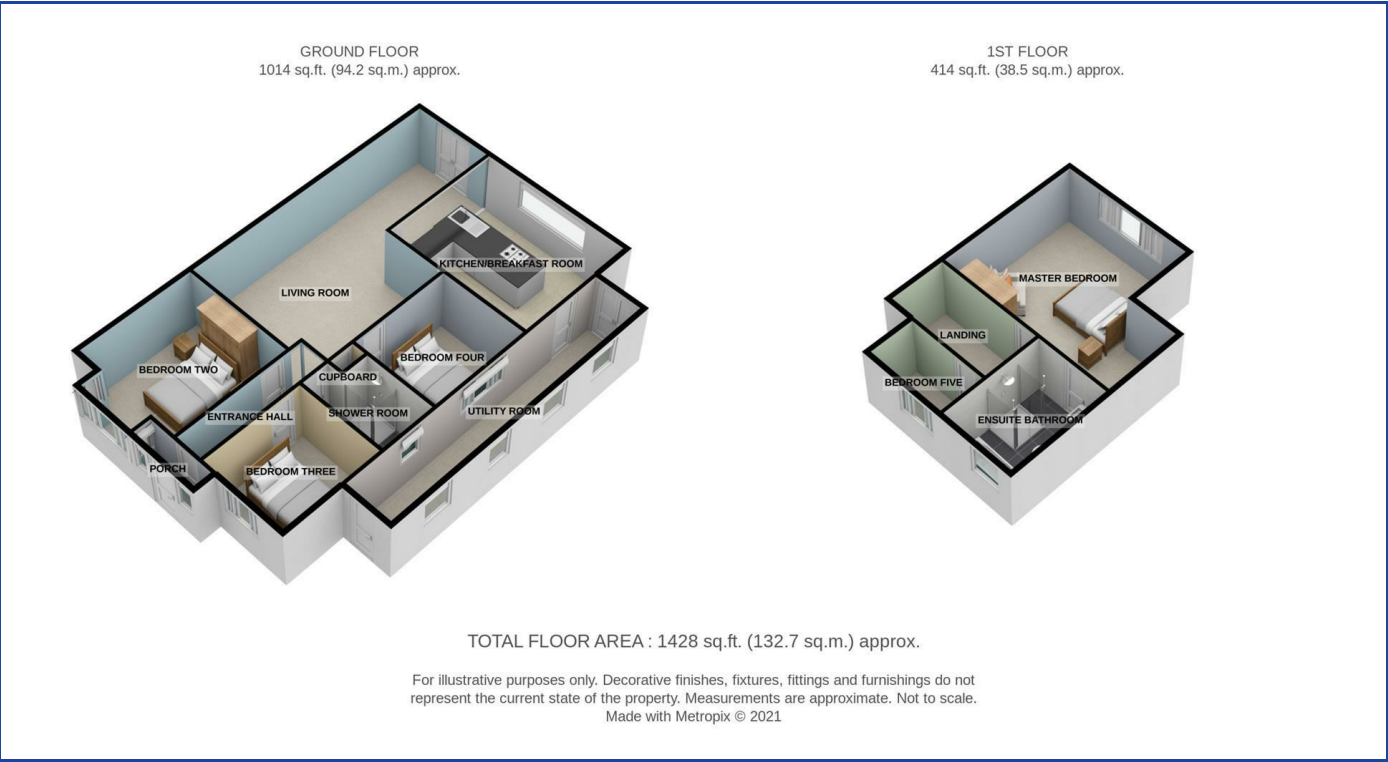 GROUND FLOOR
1014 sq.ft. (94.2 sq.m.) approx.
1ST FLOOR
414 sq.ft. (38.5 sq.m.) approx.
KITCHEN/BREAKFAST ROOM
LIVING ROOM
BEDROOM FOUR
BEDROOM TWO
CUPBOARD
SHOWER ROOM
UTILITY ROOM
ENTRANCE HALL
PORCH
BEDROOM THREE
MASTER BEDROOM
LANDING
BEDROOM FIVE
ENSUITE BATHROOM
TOTAL FLOOR AREA : 1428 sq.ft. (132.7 sq.m.) approx.
For illustrative purposes only. Decorative finishes, fixtures, fittings and furnishings do not
represent the current state of the property. Measurements are approximate. Not to scale.
Made with Metropix © 2021